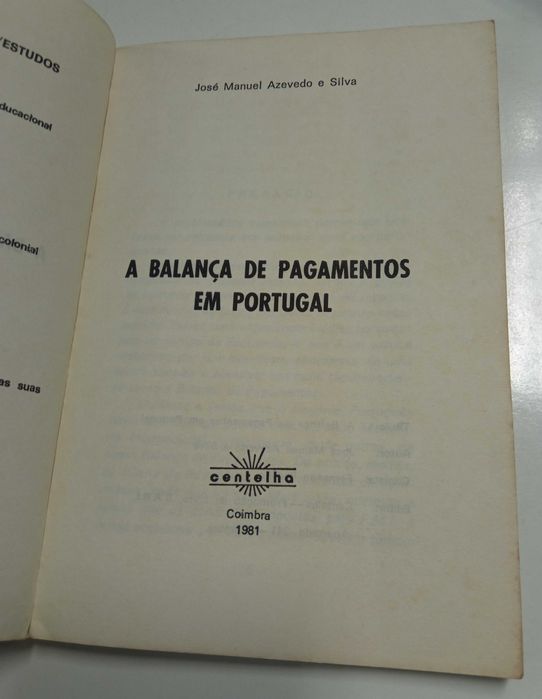 'ESTUDOS
ducacional
colonial
as suas
José Manuel Azevedo e Silva
A BALANÇA DE PAGAMENTOS
EM PORTUGAL
centelha
Coimbra
1981